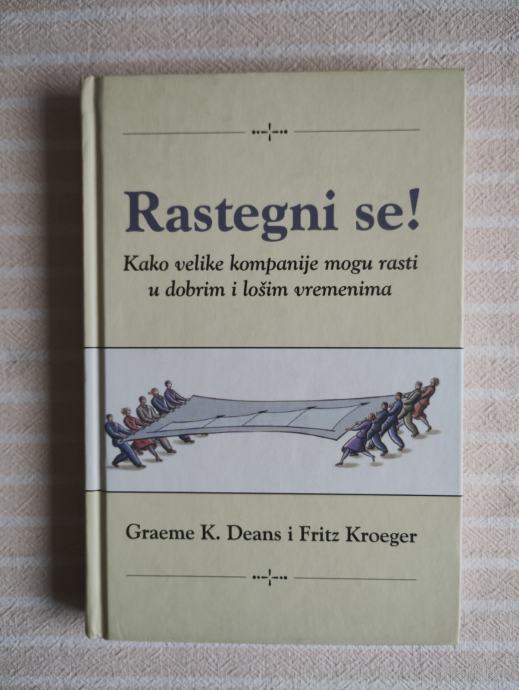 Rastegni se!
Kako velike kompanije mogu rasti
u dobrim i lošim vremenima
Graeme K. Deans i Fritz Kroeger